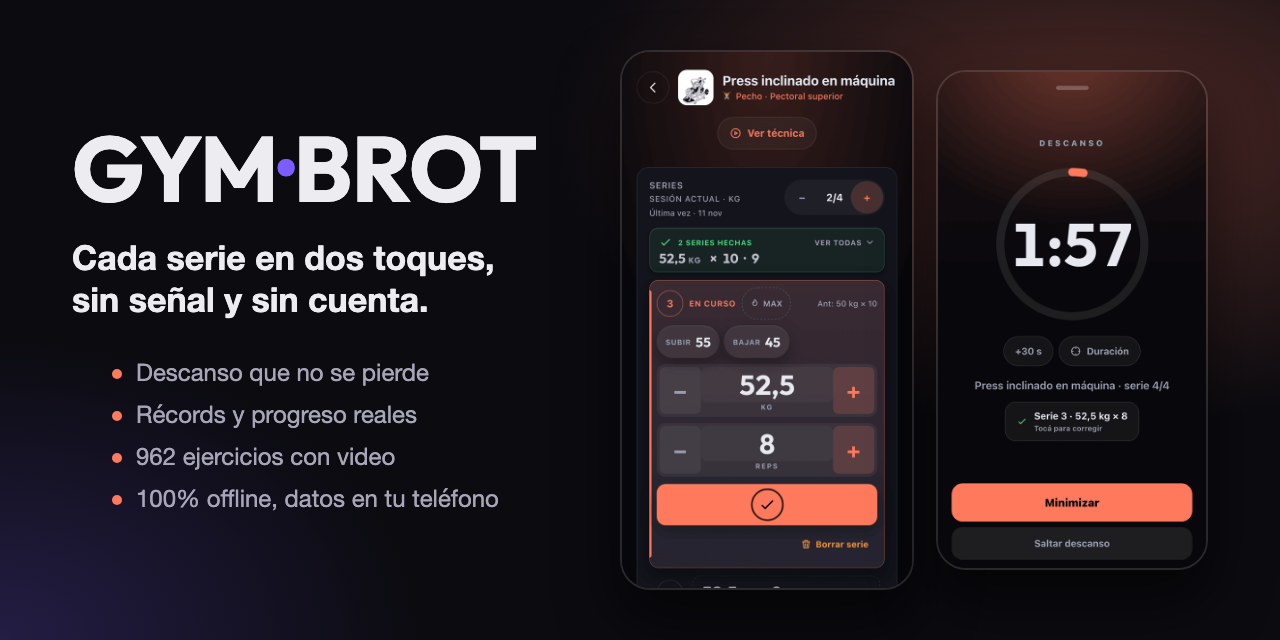 GYM·BROT
Cada serie en dos toques,
sin señal y sin cuenta.
Descanso que no se pierde
Récords y progreso reales
962 ejercicios con video
100% offline, datos en tu teléfono
Press inclinado en máquina
Pecho · Pectoral superior
Ver técnica
SERIES
SESIÓN ACTUAL · KG
Última vez · 11 nov
− 2/4 +
2 SERIES HECHAS VER TODAS
52,5 KG × 10 · 9
3 EN CURSO MAX Ant: 50 kg × 10
SUBIR 55 BAJAR 45
− 52,5 +
KG
− 8 +
REPS
Borrar serie
DESCANSO
1:57
+30 s Duración
Press inclinado en máquina · serie 4/4
Serie 3 · 52,5 kg × 8
Tocá para corregir
Minimizar
Saltar descanso